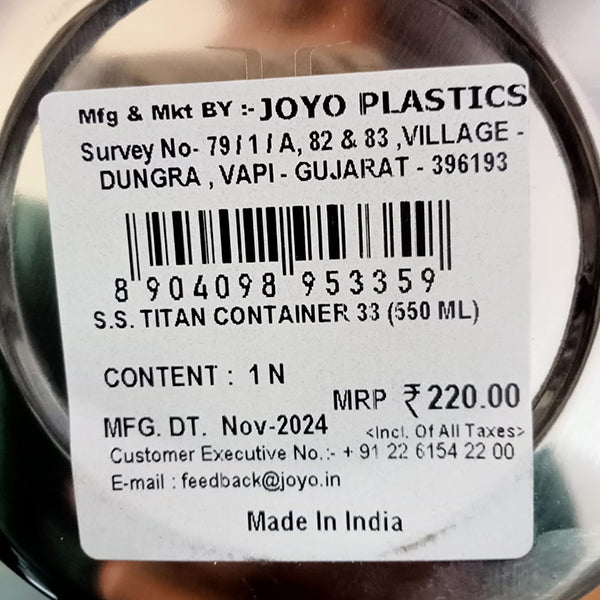 Mfg & Mkt BY :- JOYO PLASTICS
Survey No- 79 / 1 / A, 82 & 83 ,VILLAGE -
DUNGRA , VAPI - GUJARAT - 396193
8 904098 953359
S.S. TITAN CONTAINER 33 (550 ML)
CONTENT : 1 N
MRP ₹ 220.00
MFG. DT. Nov-2024 <Incl. Of All Taxes>
Customer Executive No.:- + 91 22 6154 22 00
E-mail : feedback@joyo.in
Made In India